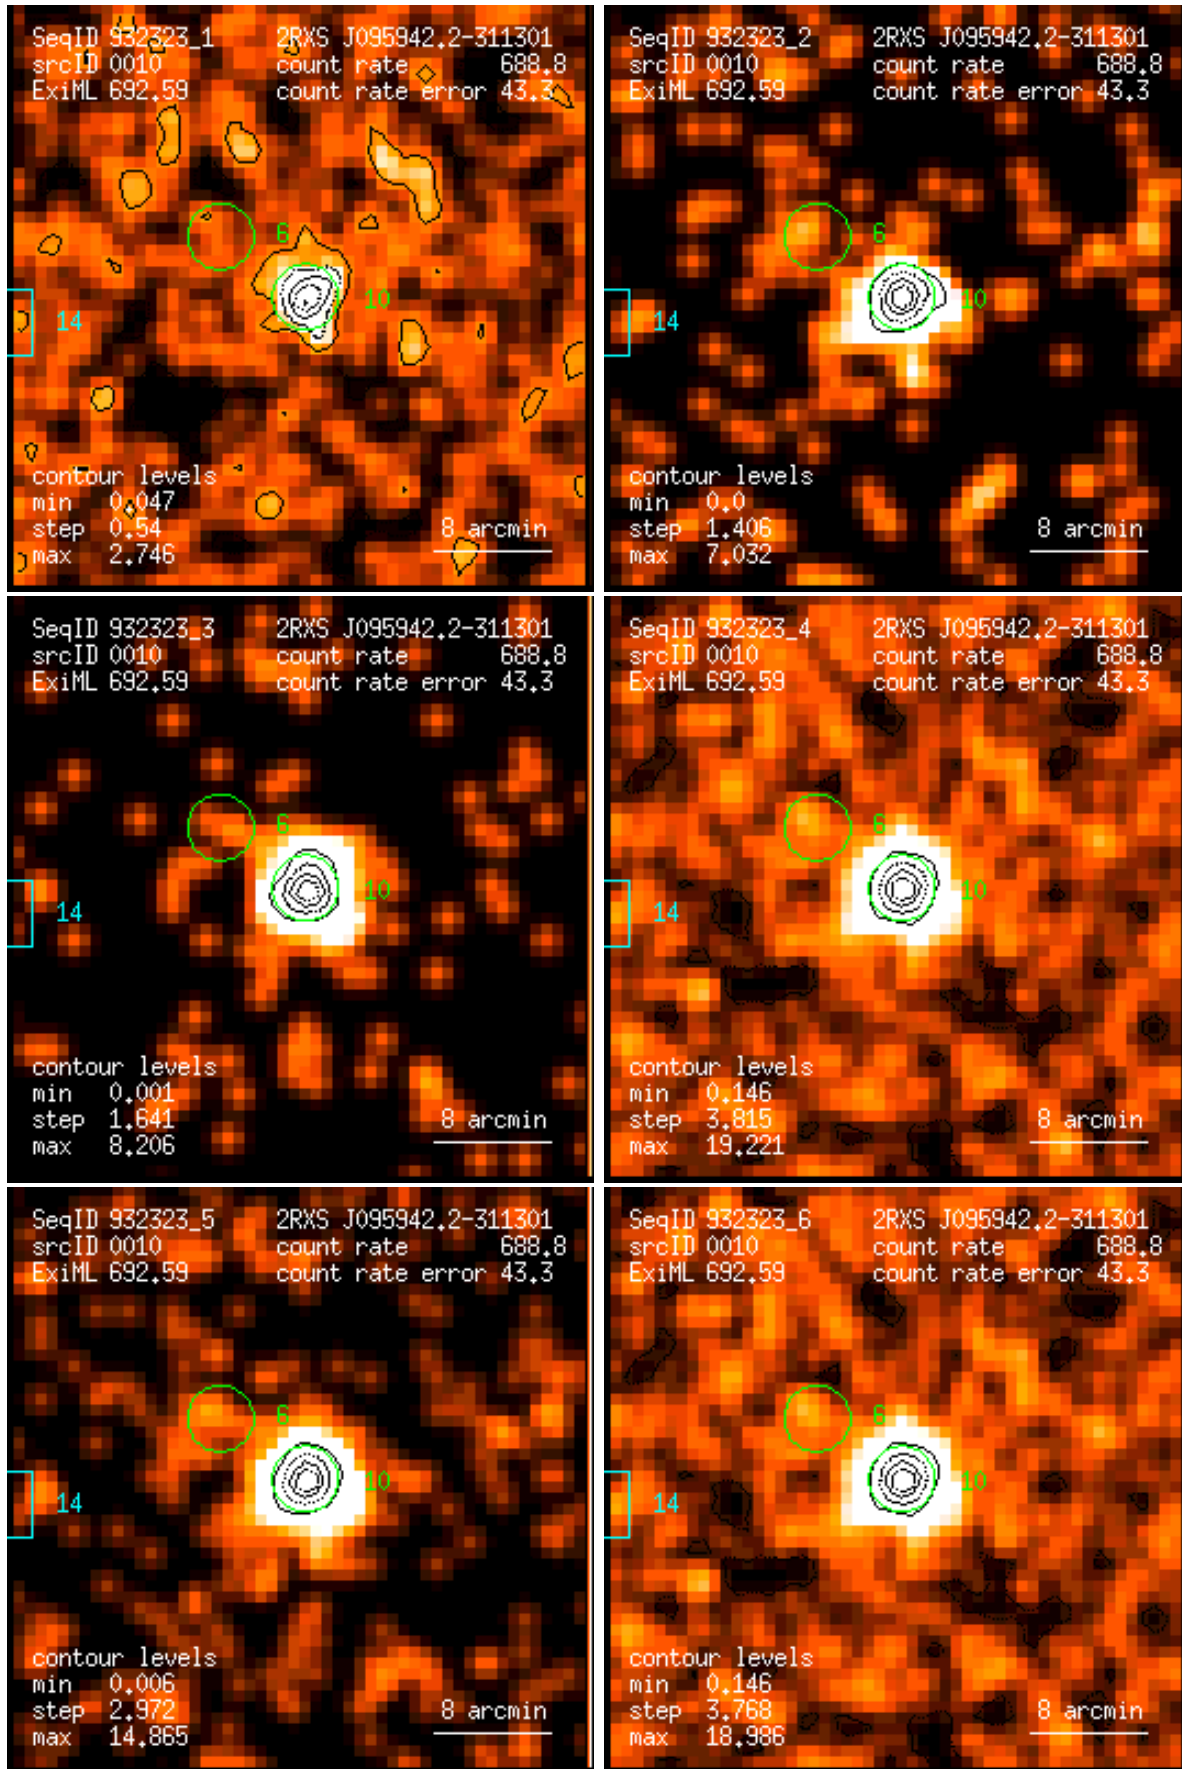 SeqID 932323_1 2RXS J095942.2-311301
srcID 0010 count rate 688.8
ExiML 692.59 count rate error 43.3
6
10
14
contour levels
min 0.047
step 0.54
max 2.746
8 arcmin
SeqID 932323_2 2RXS J095942.2-311301
srcID 0010 count rate 688.8
ExiML 692.59 count rate error 43.3
6
10
14
contour levels
min 0.0
step 1.406
max 7.032
8 arcmin
SeqID 932323_3 2RXS J095942.2-311301
srcID 0010 count rate 688.8
ExiML 692.59 count rate error 43.3
6
10
14
contour levels
min 0.001
step 1.641
max 8.206
8 arcmin
SeqID 932323_4 2RXS J095942.2-311301
srcID 0010 count rate 688.8
ExiML 692.59 count rate error 43.3
6
10
14
contour levels
min 0.146
step 3.815
max 19.221
8 arcmin
SeqID 932323_5 2RXS J095942.2-311301
srcID 0010 count rate 688.8
ExiML 692.59 count rate error 43.3
6
10
14
contour levels
min 0.006
step 2.972
max 14.865
8 arcmin
SeqID 932323_6 2RXS J095942.2-311301
srcID 0010 count rate 688.8
ExiML 692.59 count rate error 43.3
6
10
14
contour levels
min 0.146
step 3.768
max 18.986
8 arcmin